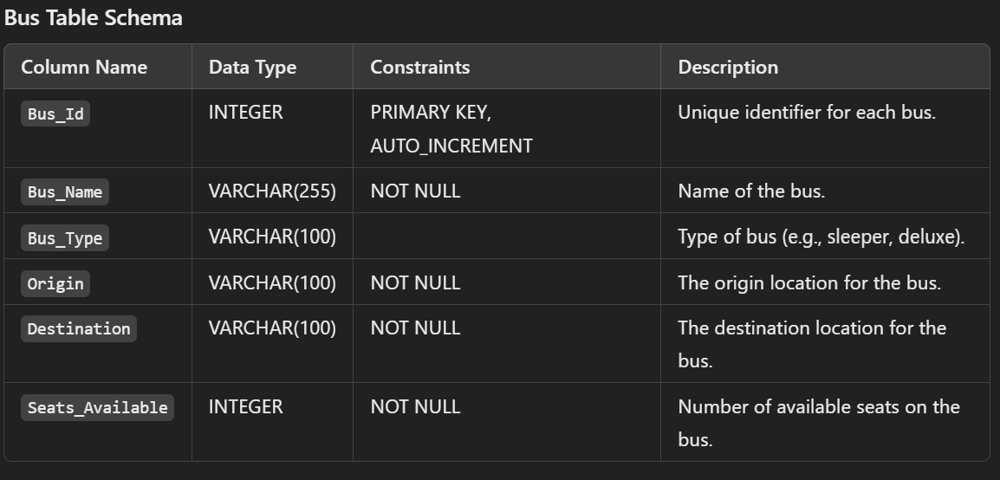 Bus Table Schema
Column Name Data Type Constraints Description
Bus_Id INTEGER PRIMARY KEY, Unique identifier for each bus.
AUTO_INCREMENT
Bus_Name VARCHAR(255) NOT NULL Name of the bus.
Bus_Type VARCHAR(100) Type of bus (e.g., sleeper, deluxe).
Origin VARCHAR(100) NOT NULL The origin location for the bus.
Destination VARCHAR(100) NOT NULL The destination location for the
bus.
Seats_Available INTEGER NOT NULL Number of available seats on the
bus.